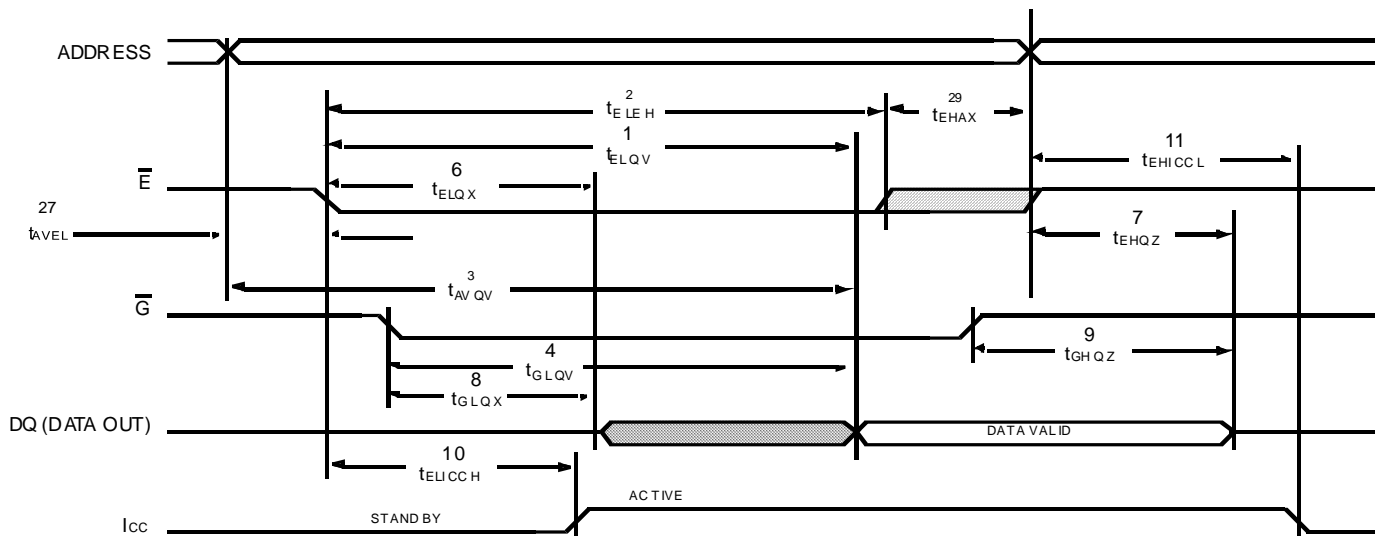 ADDRESS
2
tELEH
29
tEHAX
1
tELQV
11
tEHICCL
6
tELQX
E
27
tAVEL
7
tEHQZ
3
tAVQV
G
9
tGHQZ
4
tGLQV
8
tGLQX
DQ (DATA OUT)
DATA VALID
10
tELICCH
ACTIVE
STANDBY
ICC